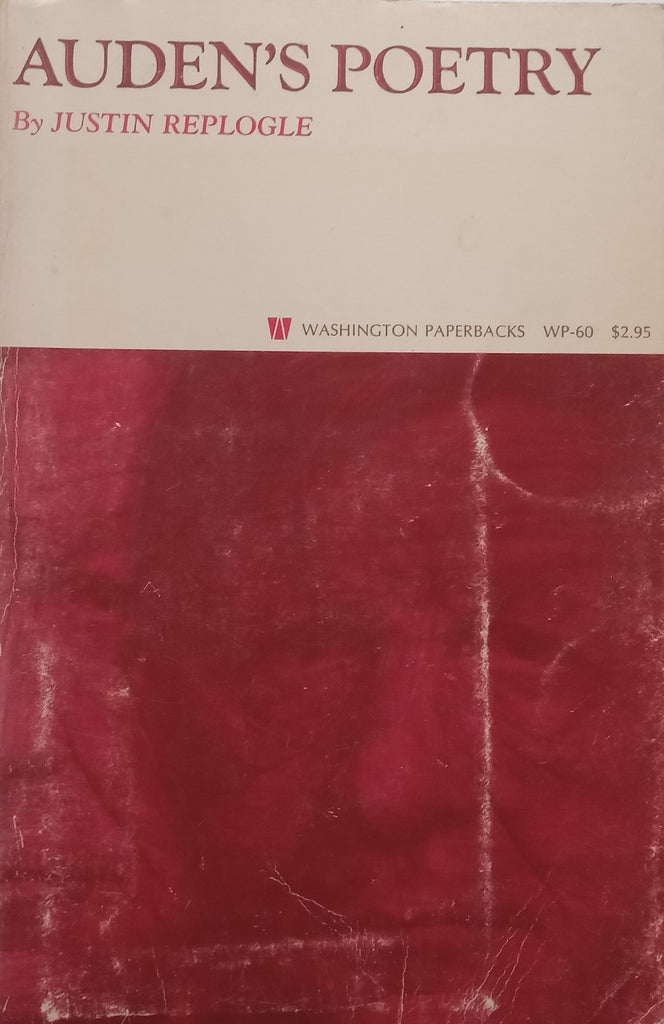 AUDEN'S POETRY
By JUSTIN REPLOGLE
WASHINGTON PAPERBACKS WP-60 $2.95